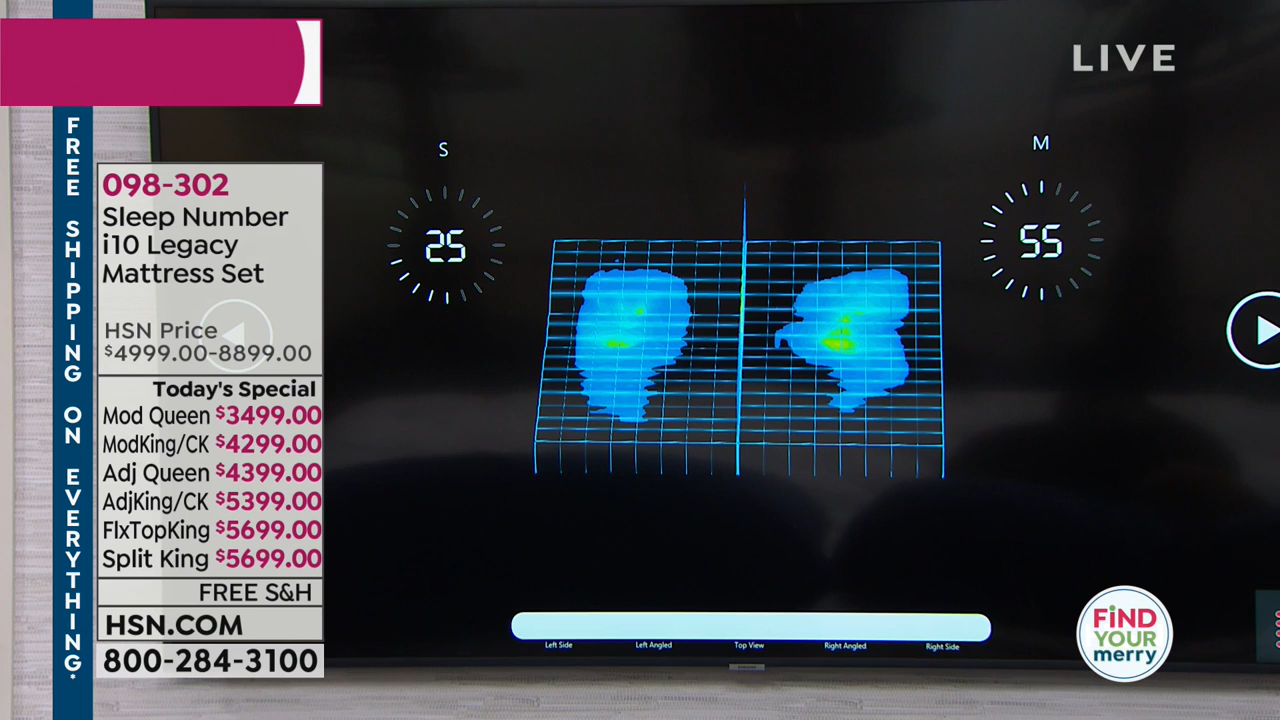 LIVE
FREE SHIPPING ON EVERYTHING*
098-302
Sleep Number
i10 Legacy
Mattress Set
HSN Price
$4999.00-8899.00
Today's Special
Mod Queen $3499.00
ModKing/CK $4299.00
Adj Queen $4399.00
AdjKing/CK $5399.00
FlxTopKing $5699.00
Split King $5699.00
FREE S&H
HSN.COM
800-284-3100
S
25
M
55
Left Side
Left Angled
Top View
Right Angled
Right Side
FiND
YOUR
merry